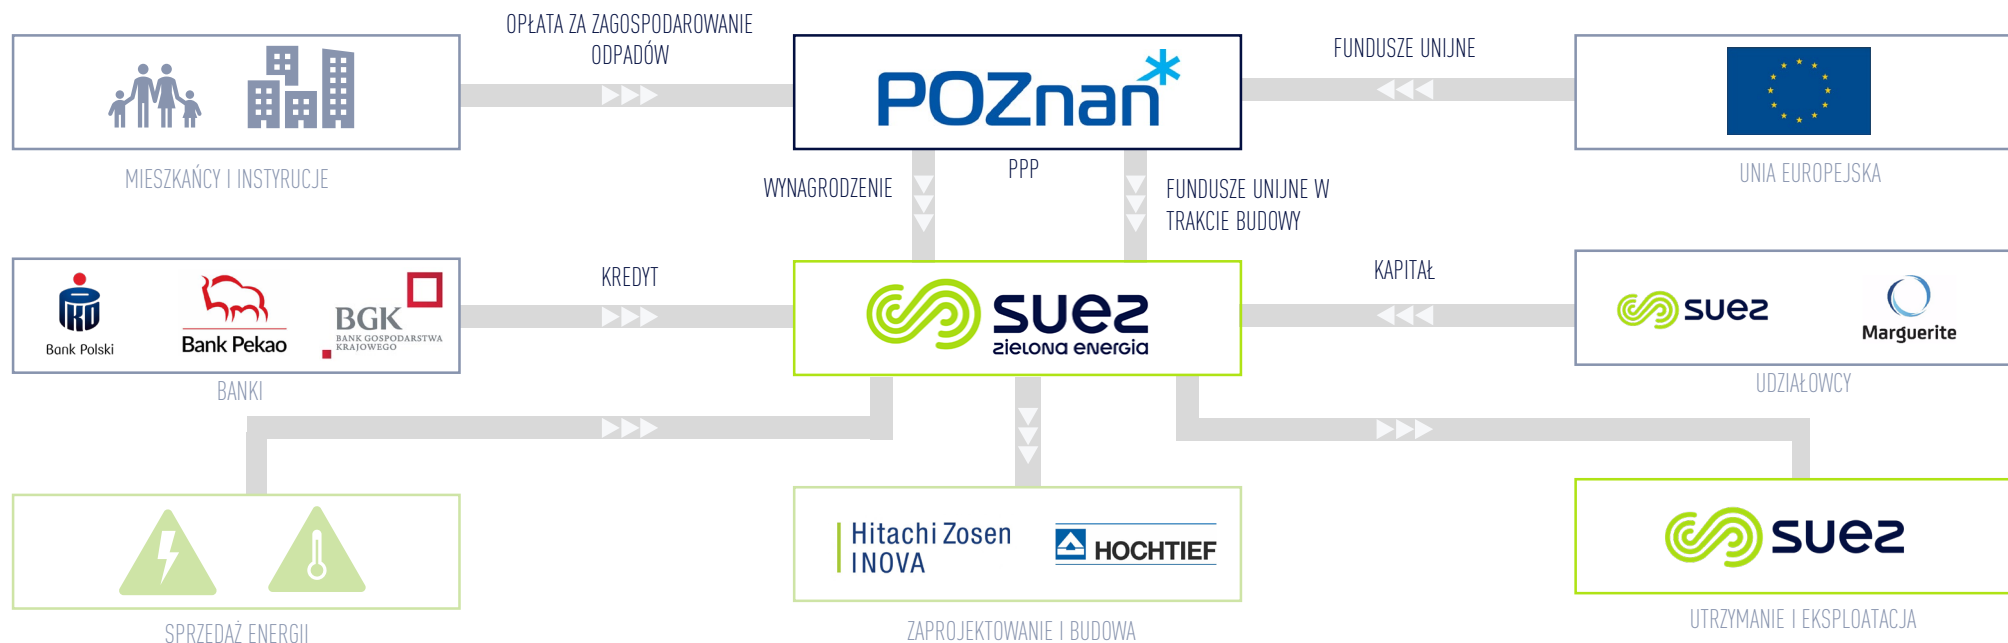 OPŁATA ZA ZAGOSPODAROWANIE
ODPADÓW
POZnan*
FUNDUSZE UNIJNE
MIESZKAŃCY I INSTYRUCJE
PPP
UNIA EUROPEJSKA
WYNAGRODZENIE
FUNDUSZE UNIJNE W
TRAKCIE BUDOWY
PKO
Bank Polski
Bank Pekao
BGK
BANK GOSPODARSTWA
KRAJOWEGO
BANKI
KREDYT
suez
zielona energia
KAPITAŁ
suez
Marguerite
UDZIAŁOWCY
SPRZEDAŻ ENERGII
Hitachi Zosen
INOVA
HOCHTIEF
ZAPROJEKTOWANIE I BUDOWA
suez
UTRZYMANIE I EKSPLOATACJA